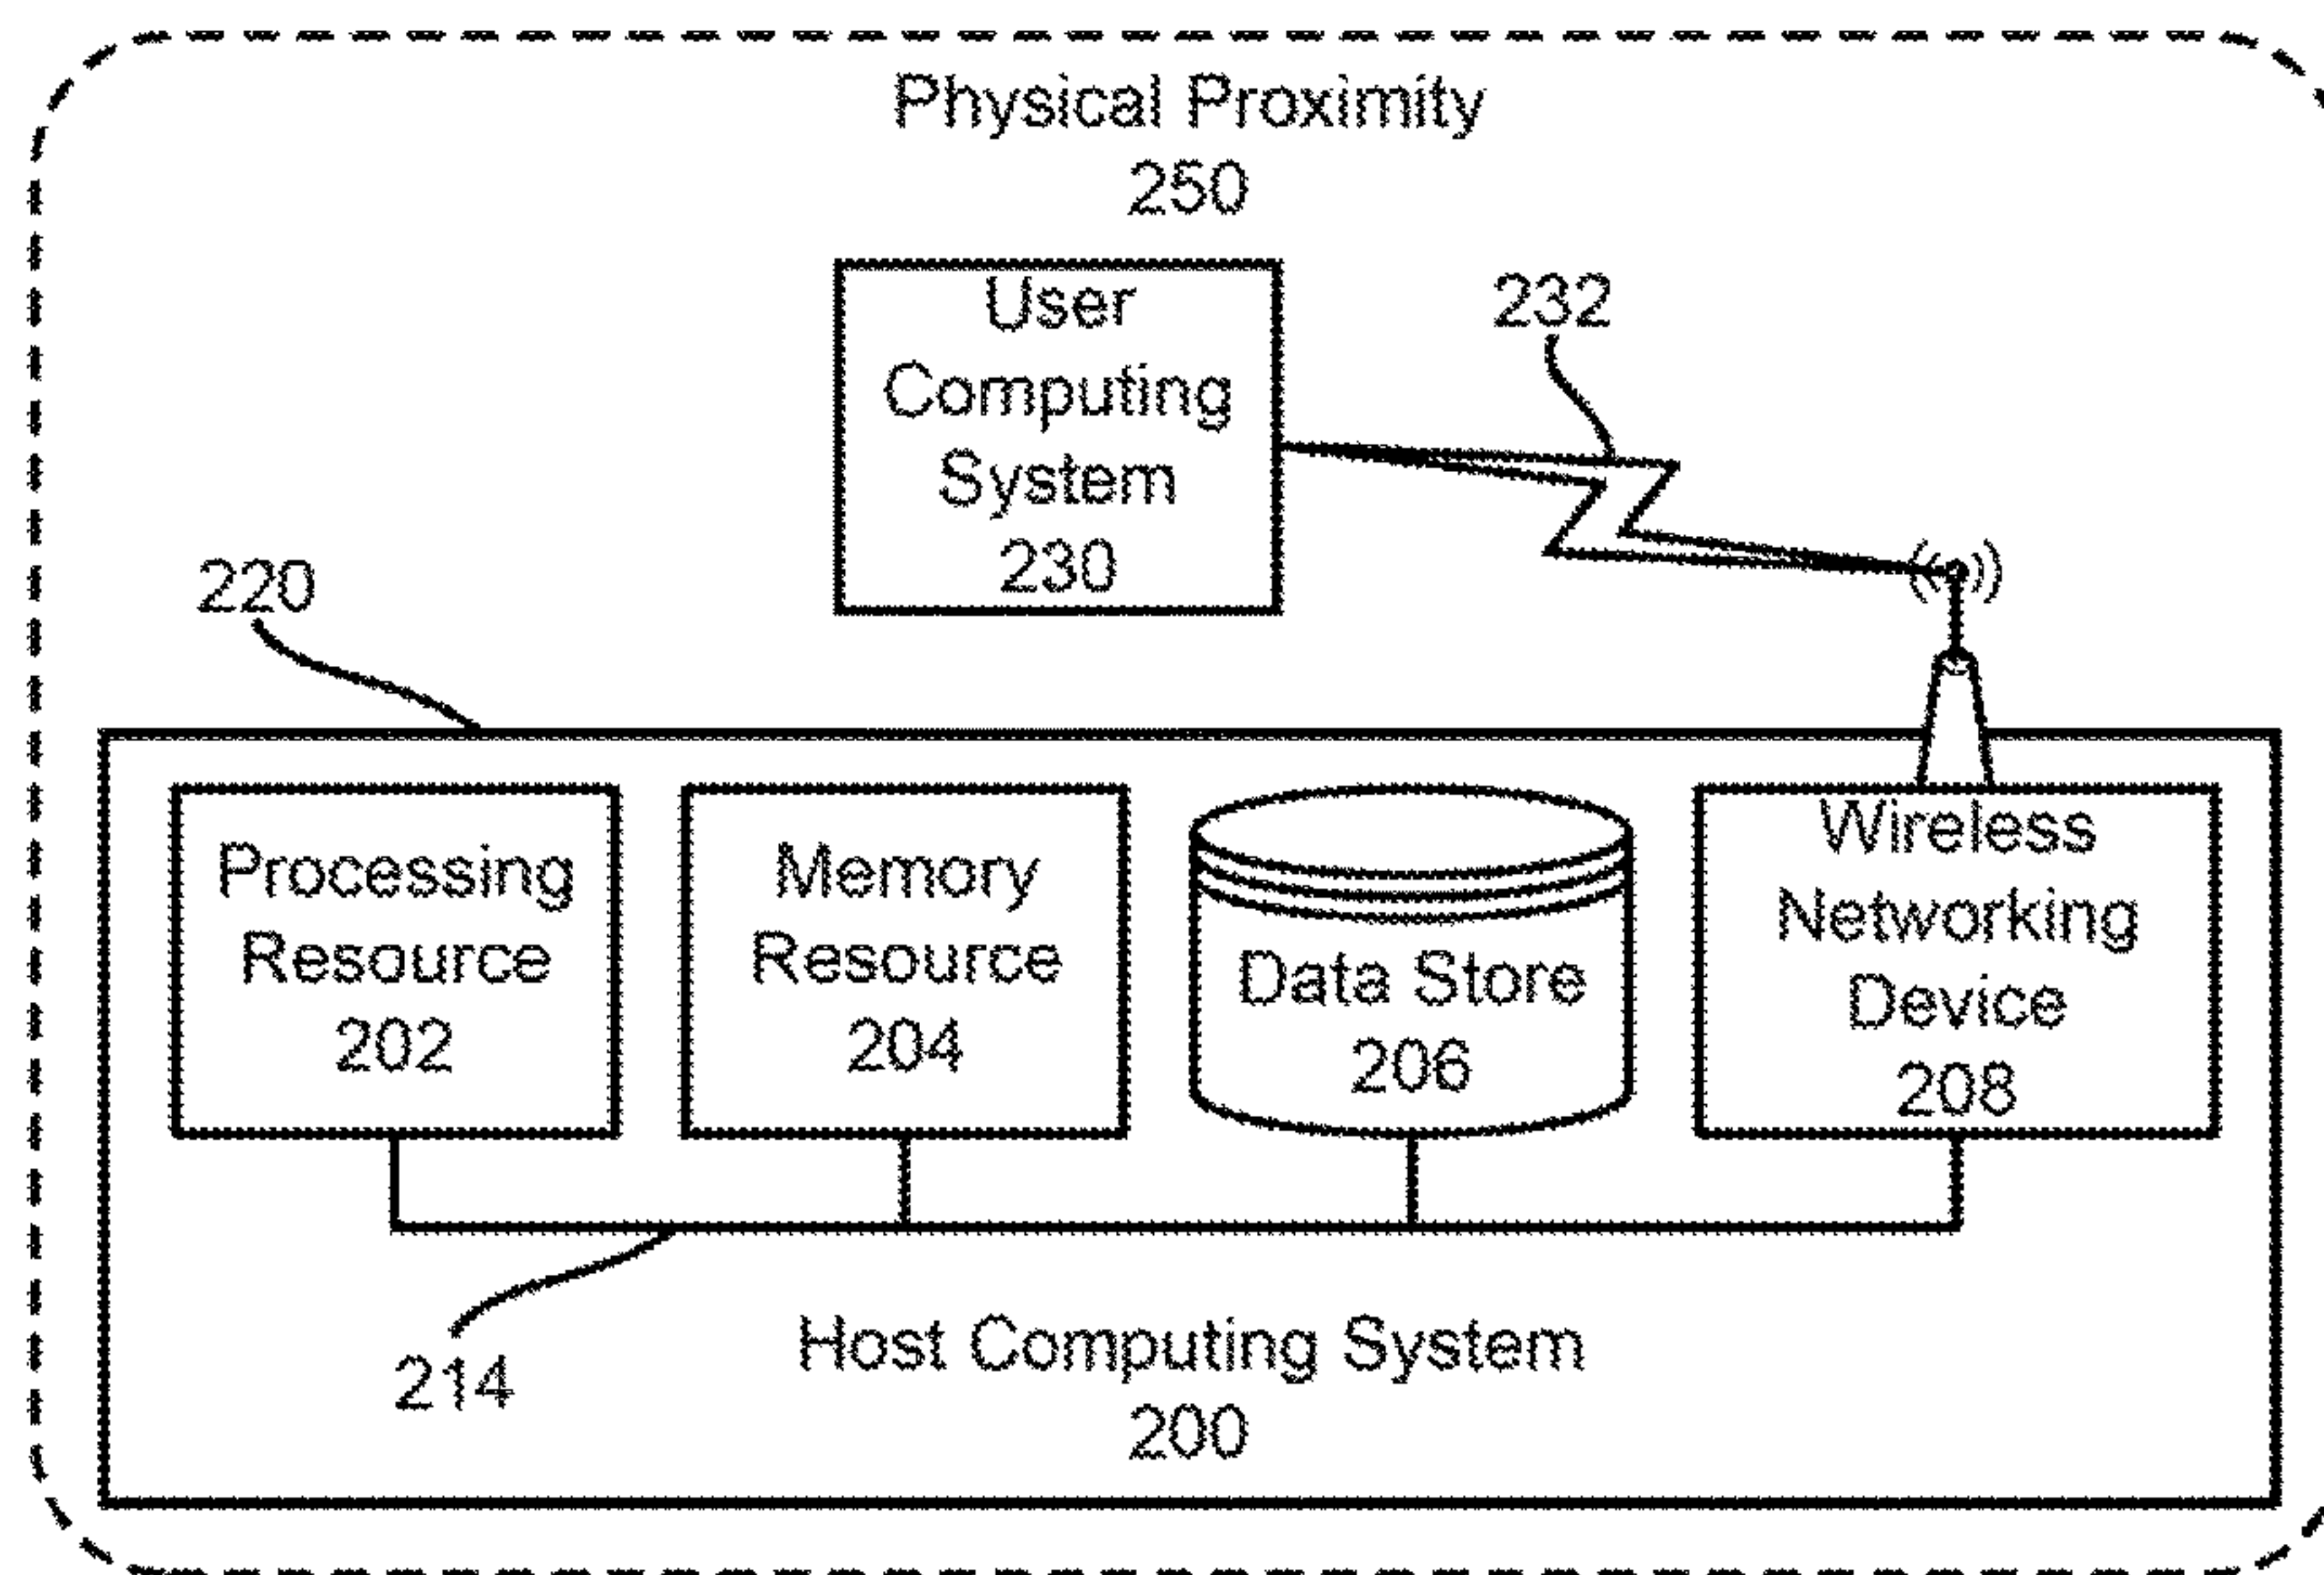 Physical Proximity
250
User
Computing
System
230
232
220
Processing
Resource
202
Memory
Resource
204
Data Store
206
Wireless
Networking
Device
208
214
Host Computing System
200